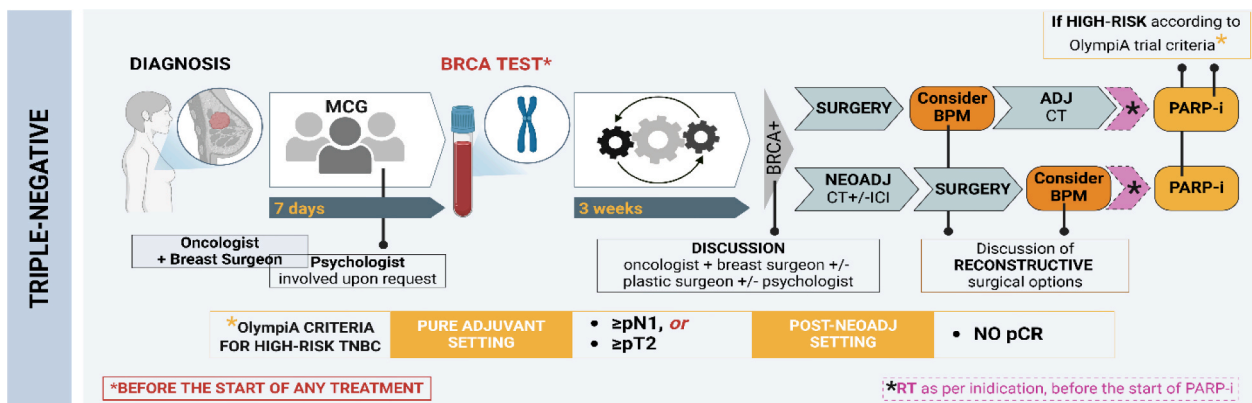 TRIPLE-NEGATIVE
If HIGH-RISK according to
OlympiA trial criteria*
DIAGNOSIS
BRCA TEST*
MCG
7 days
3 weeks
BRCA+
SURGERY
Consider
BPM
ADJ
CT
*
PARP-i
NEOADJ
CT+/-ICI
SURGERY
Consider
BPM
*
PARP-i
Oncologist
+ Breast Surgeon
Psychologist
involved upon request
DISCUSSION
oncologist + breast surgeon +/-
plastic surgeon +/- psychologist
Discussion of
RECONSTRUCTIVE
surgical options
*OlympiA CRITERIA
FOR HIGH-RISK TNBC
PURE ADJUVANT
SETTING
• ≥pN1, or
• ≥pT2
POST-NEOADJ
SETTING
• NO pCR
*BEFORE THE START OF ANY TREATMENT
*RT as per inidication, before the start of PARP-i